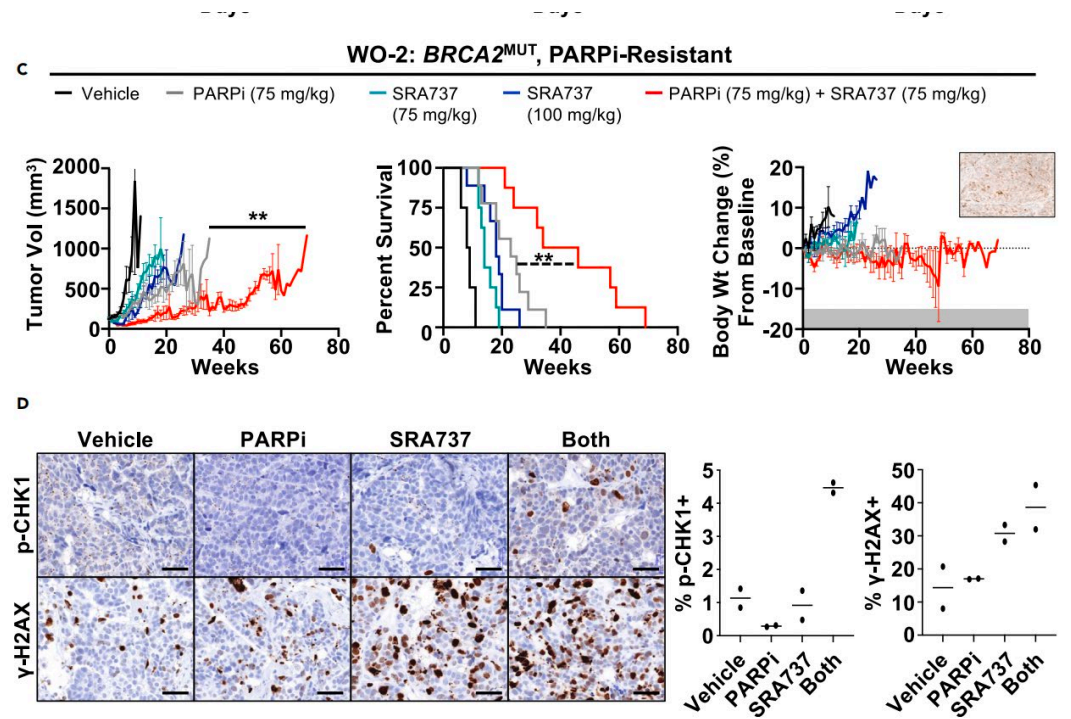 Days Days Days
C
WO-2: BRCA2MUT, PARPi-Resistant
Vehicle PARPi (75 mg/kg) SRA737 (75 mg/kg) SRA737 (100 mg/kg) PARPi (75 mg/kg) + SRA737 (75 mg/kg)
Tumor Vol (mm3)
2000
1500
1000
500
0
**
0 20 40 60 80
Weeks
Percent Survival
100
75
50
25
0
**
0 20 40 60 80
Weeks
Body Wt Change (%)
From Baseline
20
10
0
-10
-20
0 20 40 60 80
Weeks
D
Vehicle PARPi SRA737 Both
p-CHK1
γ-H2AX
% p-CHK1+
5
4
3
2
1
0
Vehicle PARPi SRA737 Both
% γ-H2AX+
50
40
30
20
10
0
Vehicle PARPi SRA737 Both